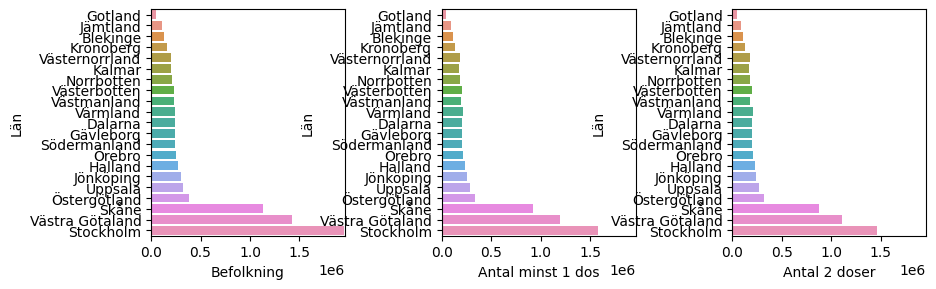 Län
Gotland
Jämtland
Blekinge
Kronoberg
Västernorrland
Kalmar
Norrbotten
Västerbotten
Västmanland
Värmland
Dalarna
Gävleborg
Södermanland
Örebro
Halland
Jönköping
Uppsala
Östergötland
Skåne
Västra Götaland
Stockholm
0.0 0.5 1.0 1.5
1e6
Befolkning
Län
Gotland
Jämtland
Blekinge
Kronoberg
Västernorrland
Kalmar
Norrbotten
Västerbotten
Västmanland
Värmland
Dalarna
Gävleborg
Södermanland
Örebro
Halland
Jönköping
Uppsala
Östergötland
Skåne
Västra Götaland
Stockholm
0.0 0.5 1.0 1.5
1e6
Antal minst 1 dos
Län
Gotland
Jämtland
Blekinge
Kronoberg
Västernorrland
Kalmar
Norrbotten
Västerbotten
Västmanland
Värmland
Dalarna
Gävleborg
Södermanland
Örebro
Halland
Jönköping
Uppsala
Östergötland
Skåne
Västra Götaland
Stockholm
0.0 0.5 1.0 1.5
1e6
Antal 2 doser